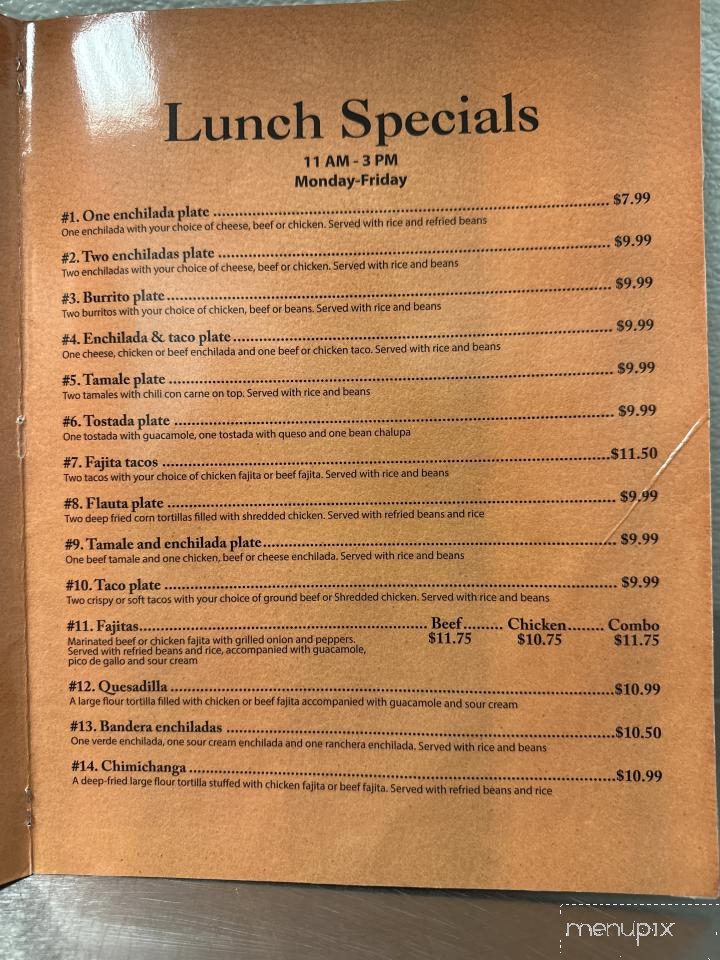 Lunch Specials
11 AM - 3 PM
Monday-Friday
#1. One enchilada plate ........ $7.99
One enchilada with your choice of cheese, beef or chicken. Served with rice and refried beans
#2. Two enchiladas plate ........ $9.99
Two enchiladas with your choice of cheese, beef or chicken. Served with rice and beans
#3. Burrito plate........ $9.99
Two burritos with your choice of chicken, beef or beans. Served with rice and beans
#4. Enchilada & taco plate........ $9.99
One cheese, chicken or beef enchilada and one beef or chicken taco. Served with rice and beans
#5. Tamale plate ........ $9.99
Two tamales with chili con carne on top. Served with rice and beans
#6. Tostada plate ........ $9.99
One tostada with guacamole, one tostada with queso and one bean chalupa
#7. Fajita tacos ........$11.50
Two tacos with your choice of chicken fajita or beef fajita. Served with rice and beans
#8. Flauta plate ........ $9.99
Two deep fried corn tortillas filled with shredded chicken. Served with refried beans and rice
#9. Tamale and enchilada plate........ $9.99
One beef tamale and one chicken, beef or cheese enchilada. Served with rice and beans
#10. Taco plate ........ $9.99
Two crispy or soft tacos with your choice of ground beef or Shredded chicken. Served with rice and beans
#11. Fajitas........ Beef......... Chicken........ Combo
$11.75 $10.75 $11.75
Marinated beef or chicken fajita with grilled onion and peppers.
Served with refried beans and rice, accompanied with guacamole,
pico de gallo and sour cream
#12. Quesadilla ........$10.99
A large flour tortilla filled with chicken or beef fajita accompanied with guacamole and sour cream
#13. Bandera enchiladas ........$10.50
One verde enchilada, one sour cream enchilada and one ranchera enchilada. Served with rice and beans
#14. Chimichanga ........$10.99
A deep-fried large flour tortilla stuffed with chicken fajita or beef fajita. Served with refried beans and rice
menupix